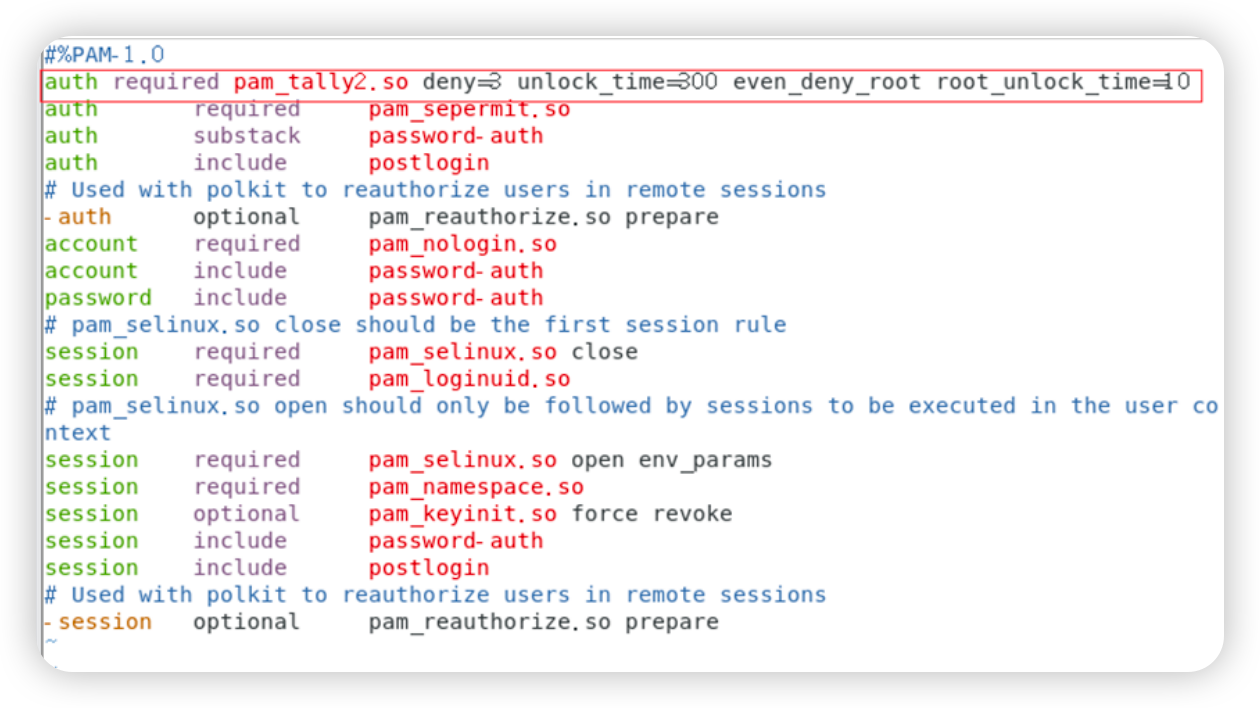 #%PAM-1.0
auth required pam_tally2.so deny=3 unlock_time=300 even_deny_root root_unlock_time=10
auth       required     pam_sepermit.so
auth       substack     password-auth
auth       include      postlogin
# Used with polkit to reauthorize users in remote sessions
-auth      optional     pam_reauthorize.so prepare
account    required     pam_nologin.so
account    include      password-auth
password   include      password-auth
# pam_selinux.so close should be the first session rule
session    required     pam_selinux.so close
session    required     pam_loginuid.so
# pam_selinux.so open should only be followed by sessions to be executed in the user co
ntext
session    required     pam_selinux.so open env_params
session    required     pam_namespace.so
session    optional     pam_keyinit.so force revoke
session    include      password-auth
session    include      postlogin
# Used with polkit to reauthorize users in remote sessions
-session   optional     pam_reauthorize.so prepare
~